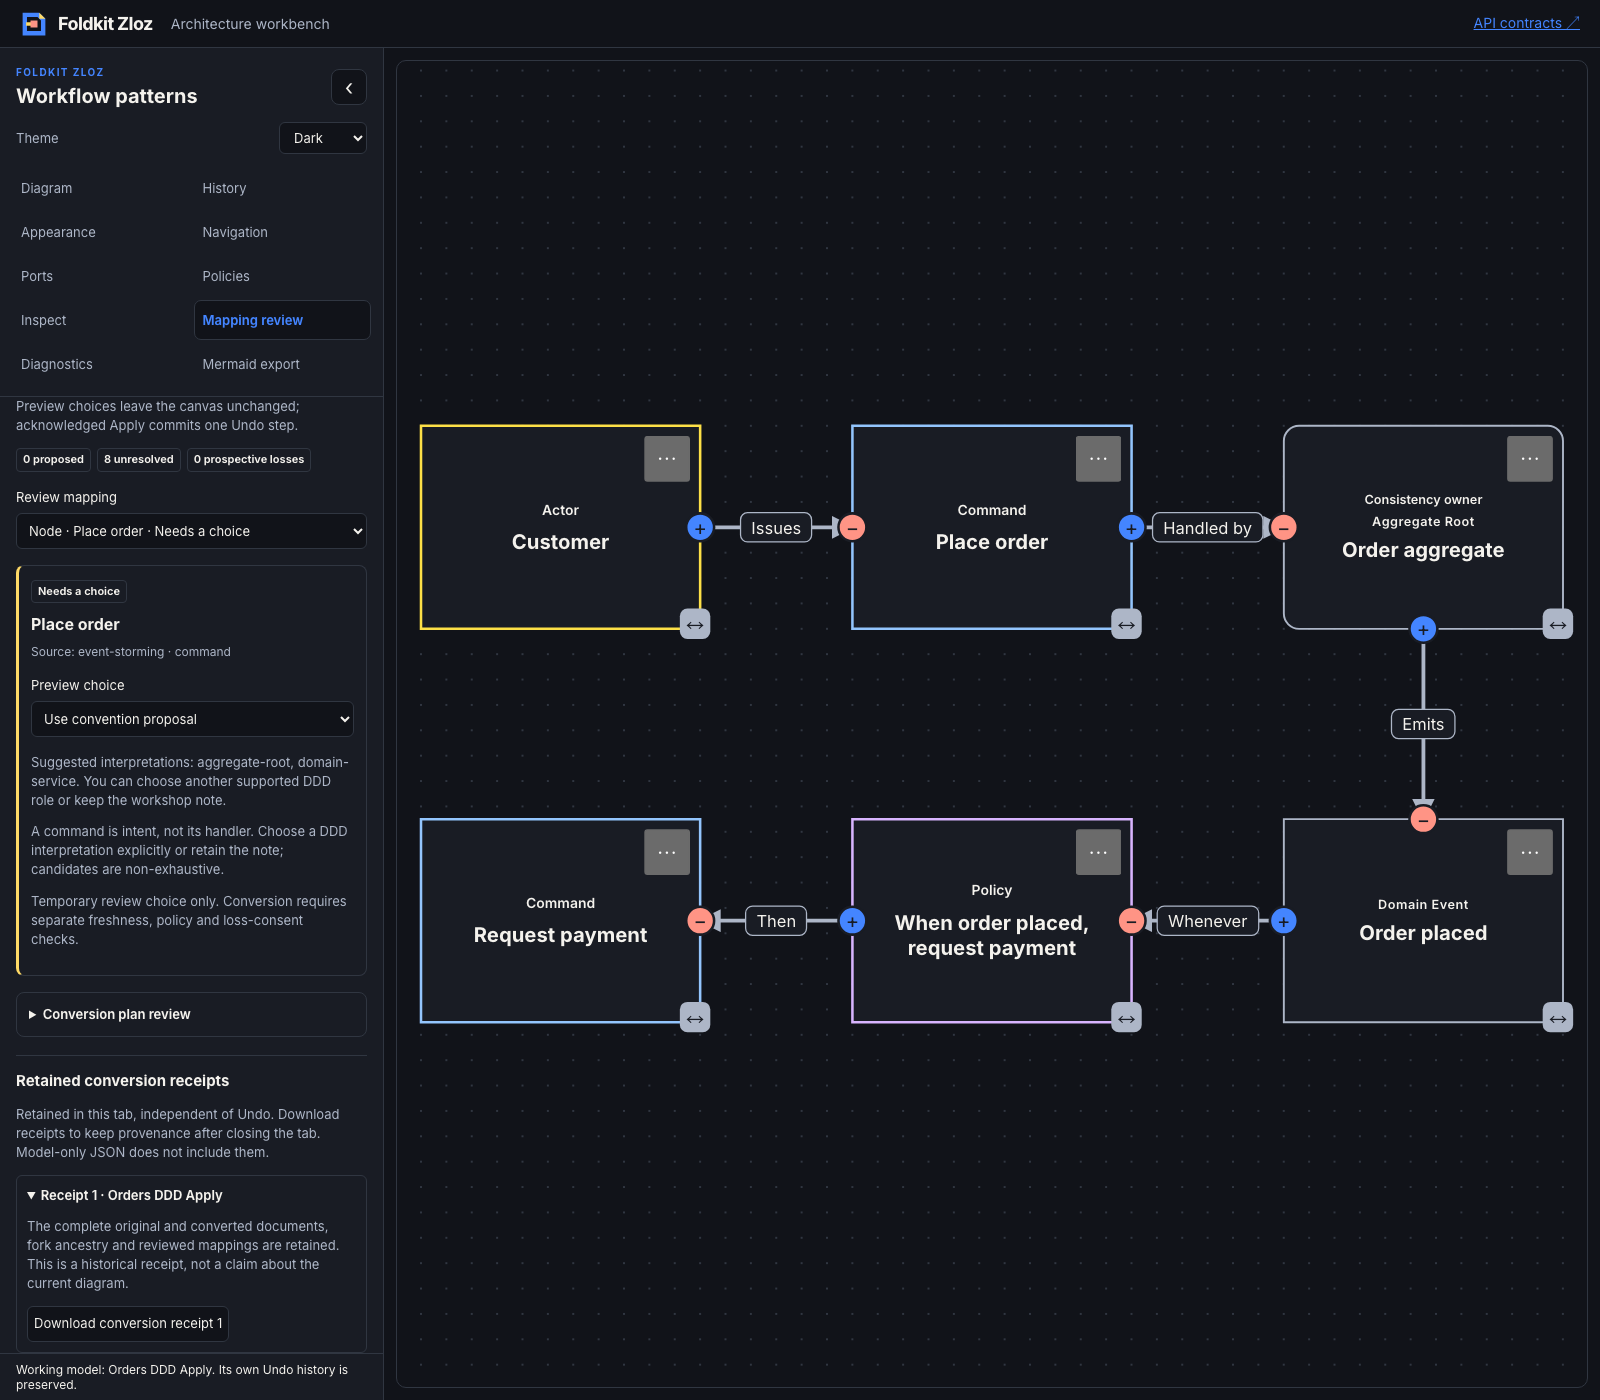 Foldkit Zloz
Architecture workbench
API contracts ↗
FOLDKIT ZLOZ
Workflow patterns
Theme
Dark
Diagram
History
Appearance
Navigation
Ports
Policies
Inspect
Mapping review
Diagnostics
Mermaid export
Preview choices leave the canvas unchanged;
acknowledged Apply commits one Undo step.
0 proposed
8 unresolved
0 prospective losses
Review mapping
Node · Place order · Needs a choice
Needs a choice
Place order
Source: event-storming · command
Preview choice
Use convention proposal
Suggested interpretations: aggregate-root, domain-
service. You can choose another supported DDD
role or keep the workshop note.
A command is intent, not its handler. Choose a DDD
interpretation explicitly or retain the note;
candidates are non-exhaustive.
Temporary review choice only. Conversion requires
separate freshness, policy and loss-consent
checks.
Conversion plan review
Retained conversion receipts
Retained in this tab, independent of Undo. Download
receipts to keep provenance after closing the tab.
Model-only JSON does not include them.
Receipt 1 · Orders DDD Apply
The complete original and converted documents,
fork ancestry and reviewed mappings are retained.
This is a historical receipt, not a claim about the
current diagram.
Download conversion receipt 1
Working model: Orders DDD Apply. Its own Undo history is
preserved.
Actor
Customer
Issues
Command
Place order
Handled by
Consistency owner
Aggregate Root
Order aggregate
Emits
Command
Request payment
Then
Policy
When order placed,
request payment
Whenever
Domain Event
Order placed